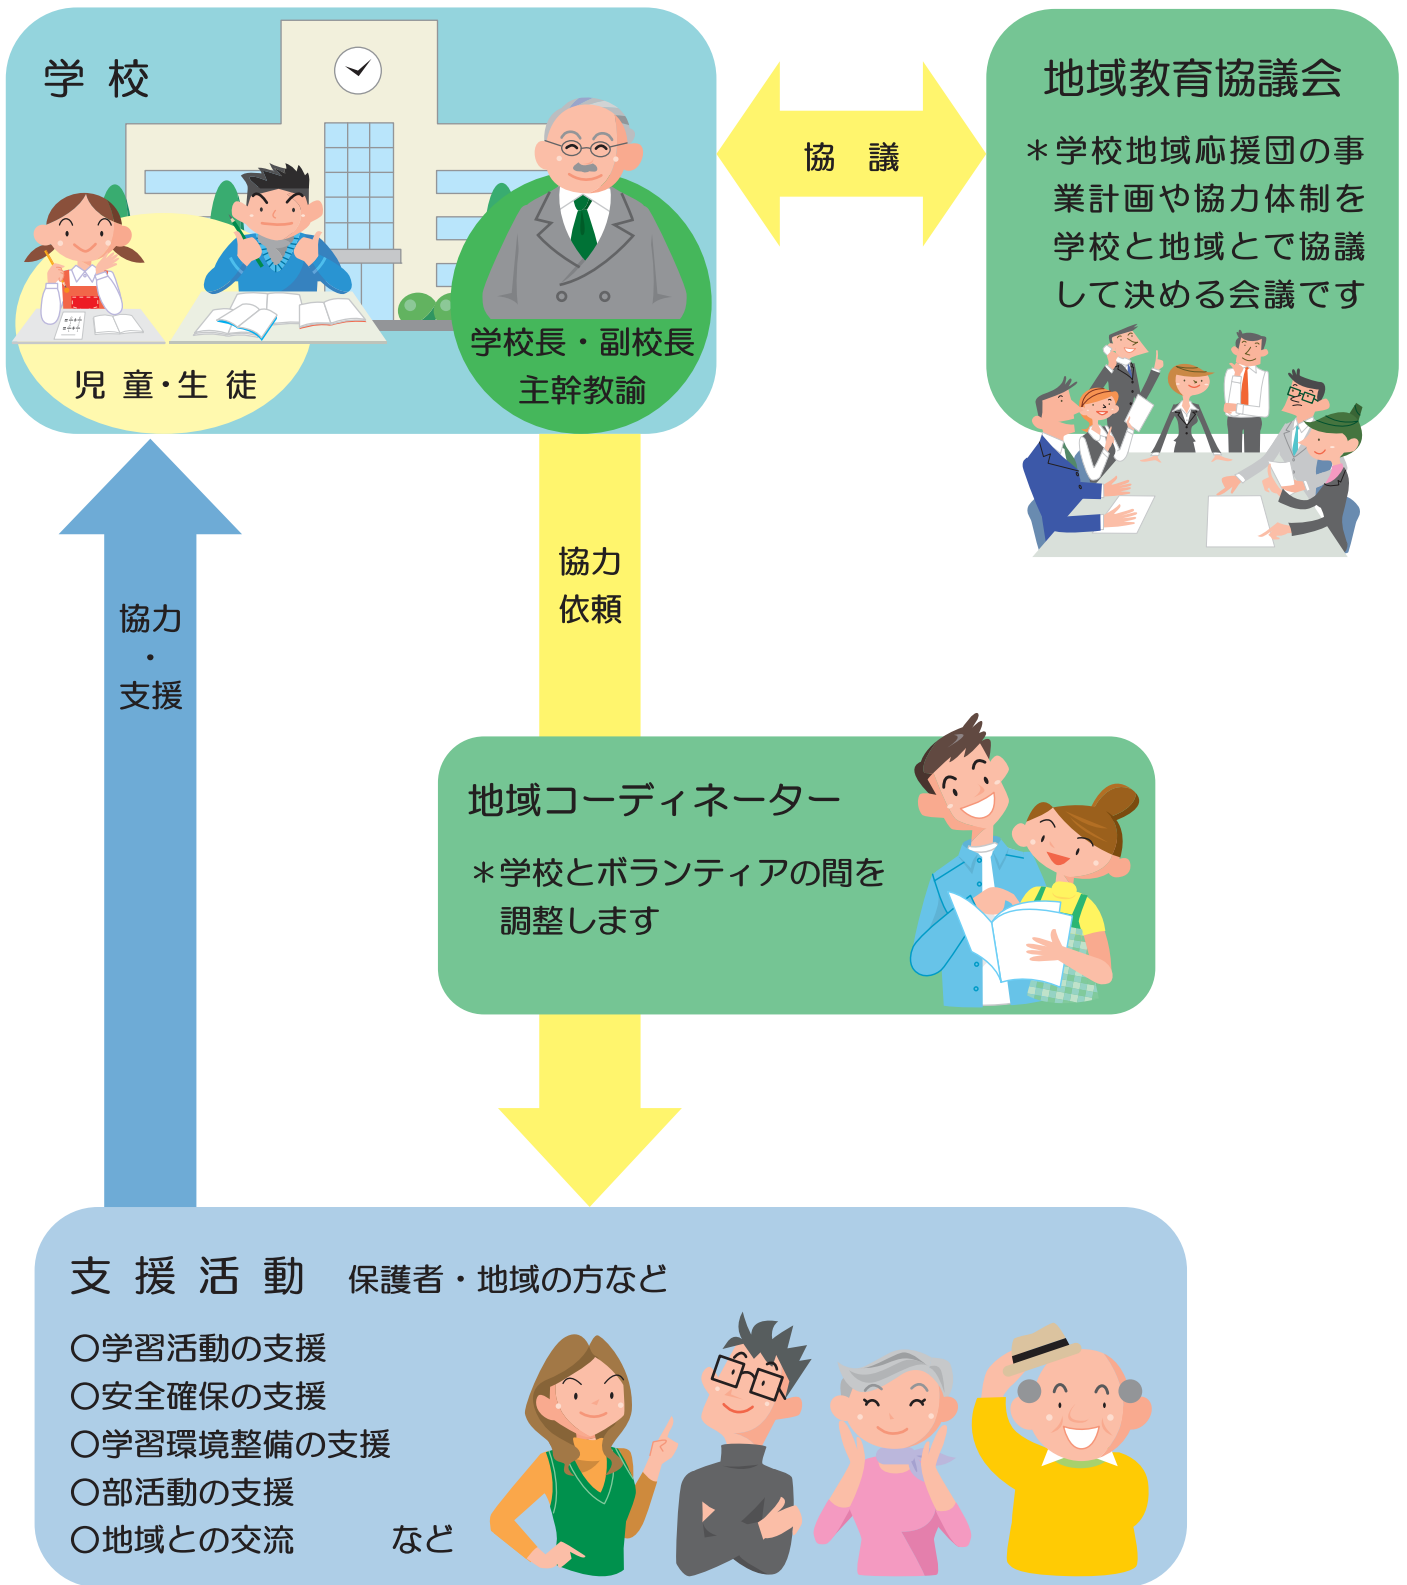 学校
児童・生徒
学校長・副校長
主幹教諭
協議
地域教育協議会
＊学校地域応援団の事
業計画や協力体制を
学校と地域とで協議
して決める会議です
協力
・
支援
協力
依頼
地域コーディネーター
＊学校とボランティアの間を
調整します
支援活動　保護者・地域の方など
○学習活動の支援
○安全確保の支援
○学習環境整備の支援
○部活動の支援
○地域との交流　　　など